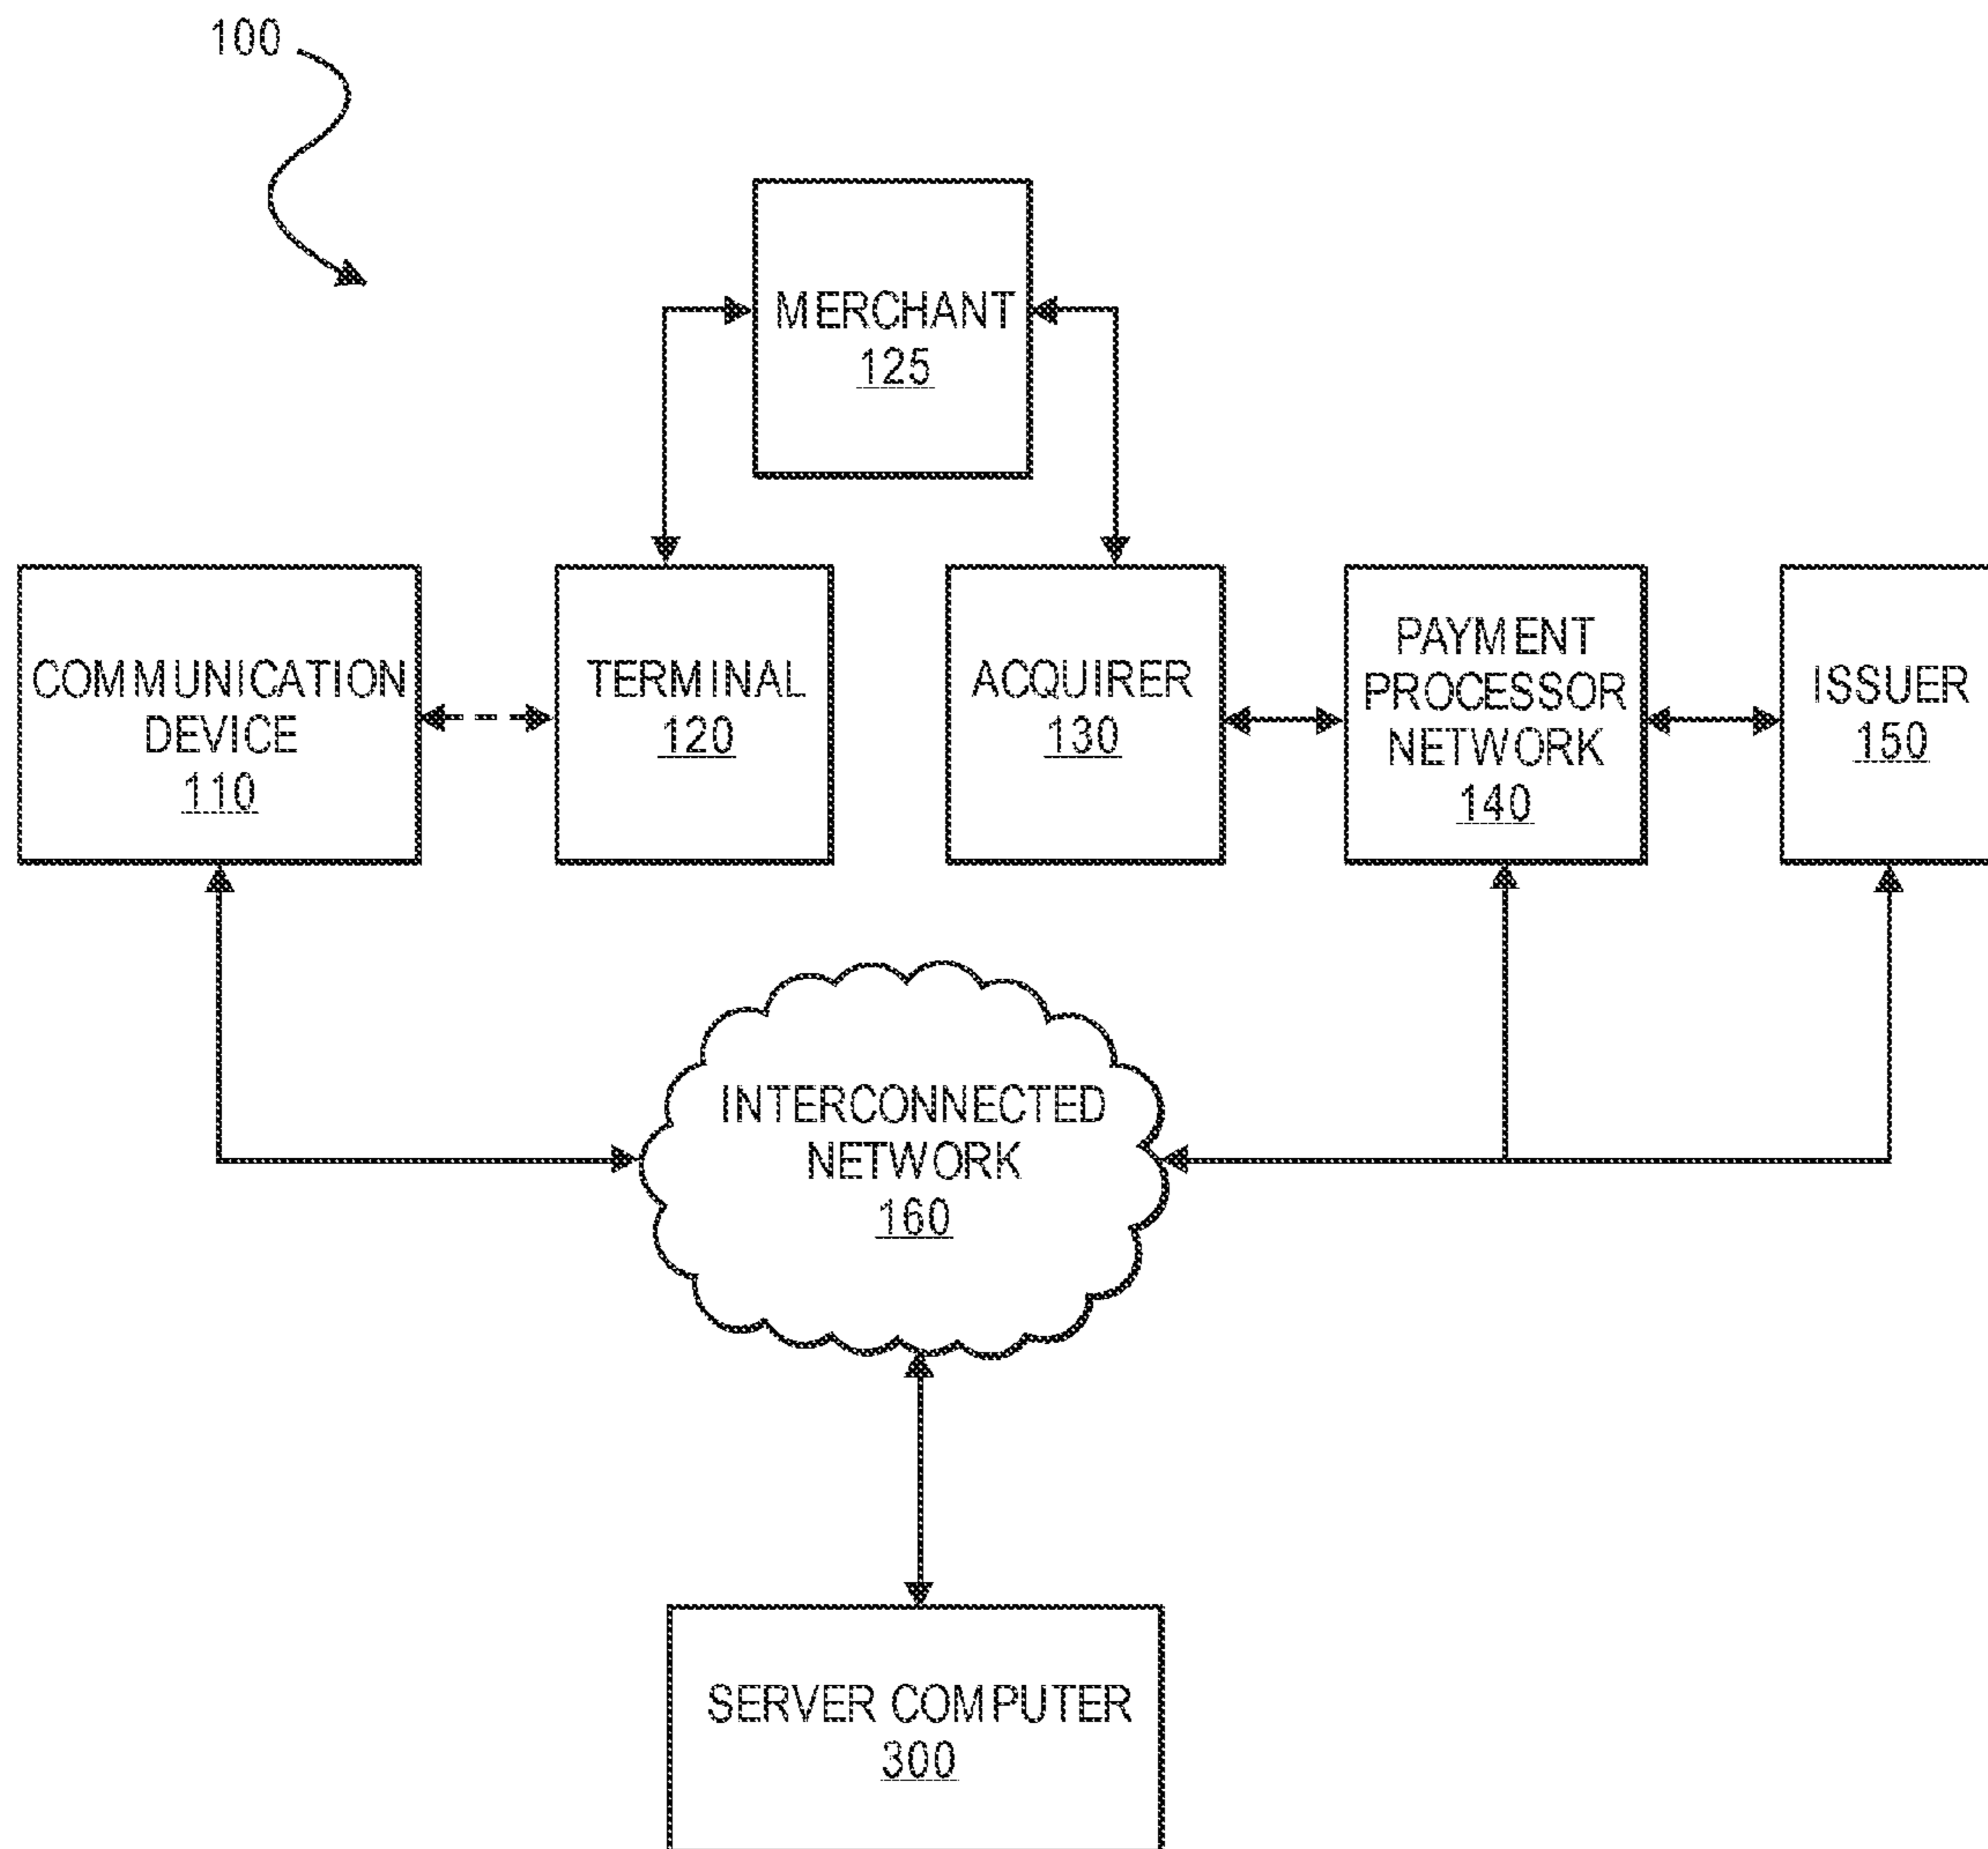 100
MERCHANT
125
COMMUNICATION
DEVICE
110
TERMINAL
120
ACQUIRER
130
PAYMENT
PROCESSOR
NETWORK
140
ISSUER
150
INTERCONNECTED
NETWORK
160
SERVER COMPUTER
300